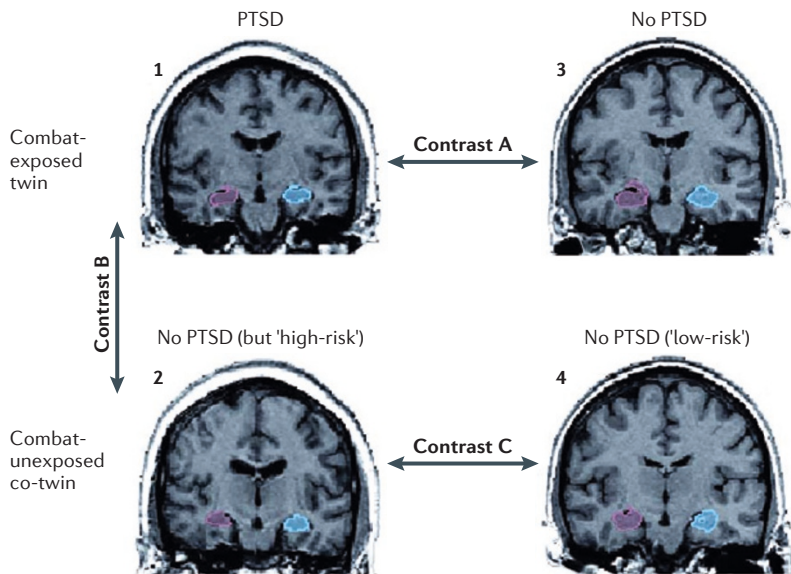 PTSD
No PTSD
1
3
Combat-
exposed
twin
Contrast A
Contrast B
No PTSD (but 'high-risk')
No PTSD ('low-risk')
2
4
Combat-
unexposed
co-twin
Contrast C